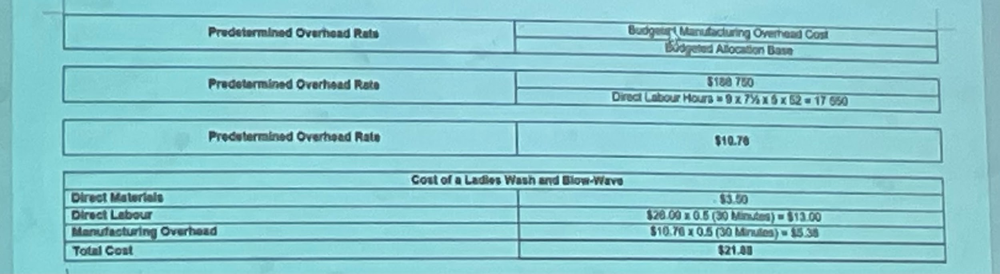 Predetermined Overhead Rate
Budgeted Manufacturing Overhead Cost
Budgeted Allocation Base
Predetermined Overhead Rate
$188 750
Direct Labour Hours = 9 x 7½ x 5 x 52 = 17 550
Predetermined Overhead Rate
$10.76
Cost of a Ladies Wash and Blow-Wave
Direct Materials
$3.50
Direct Labour
$26.00 x 0.5 (30 Minutes) = $13.00
Manufacturing Overhead
$10.76 x 0.5 (30 Minutes) = $5.38
Total Cost
$21.88